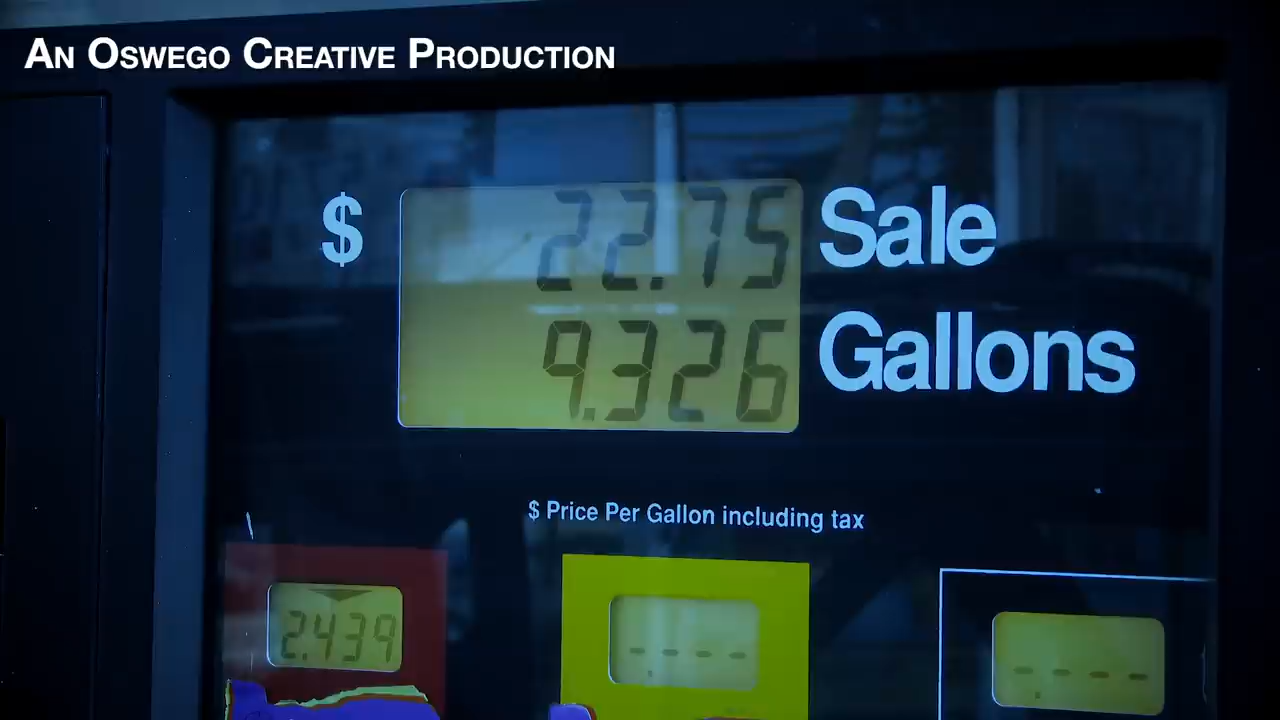 An Oswego Creative Production
$ 22.75 Sale
9.326 Gallons
$ Price Per Gallon including tax
2.439 ---- ----